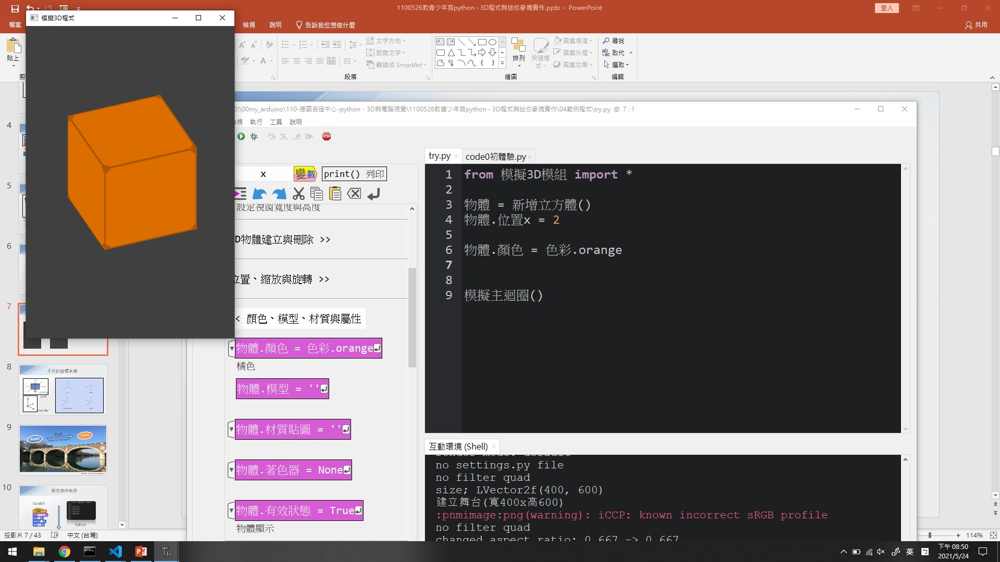 1100526教青少年寫python - 3D程式與迷你麥塊實作.pptx - PowerPoint
登入
模擬3D程式
檔案
檢視
說明
告訴我您想做什麼
共用
貼上
文字方向
對齊文字
轉換成 SmartArt
段落
排列
快速樣式
圖案填滿
圖案外框
圖案效果
繪圖
尋找
取代
選取
編輯
D:\00my_arduino\110-建國自造中心-python、3D與電腦視覺\1100526教青少年寫python - 3D程式與迷你麥塊實作\04範例程式\try.py @ 7 : 1
檢視
執行
工具
說明
STOP
x
變數
print() 列印
設定視窗寬度與高度
D物體建立與刪除 >>
位置、縮放與旋轉 >>
< 顏色、模型、材質與屬性
物體.顏色 = 色彩.orange
橘色
物體.模型 = ''
物體.材質貼圖 = ''
物體.著色器 = None
物體.有效狀態 = True
物體顯示
try.py
code0初體驗.py
1 from 模擬3D模組 import *
2
3 物體 = 新增立方體()
4 物體.位置x = 2
5
6 物體.顏色 = 色彩.orange
7
8
9 模擬主迴圈()
互動環境 (Shell)
render mode: default
no settings.py file
no filter quad
size; LVector2f(400, 600)
建立舞台(寬400x高600)
:pnmimage:png(warning): iCCP: known incorrect sRGB profile
no filter quad
changed aspect ratio: 0.667 -> 0.667
4
5
6
7
8
不同的座標系統
py4t
blender
9
Scratch
Py4t
Python
10
程式依序執行
Scratch
Python
投影片 7 / 43
中文 (台灣)
114%
英
下午 08:50
2021/5/24